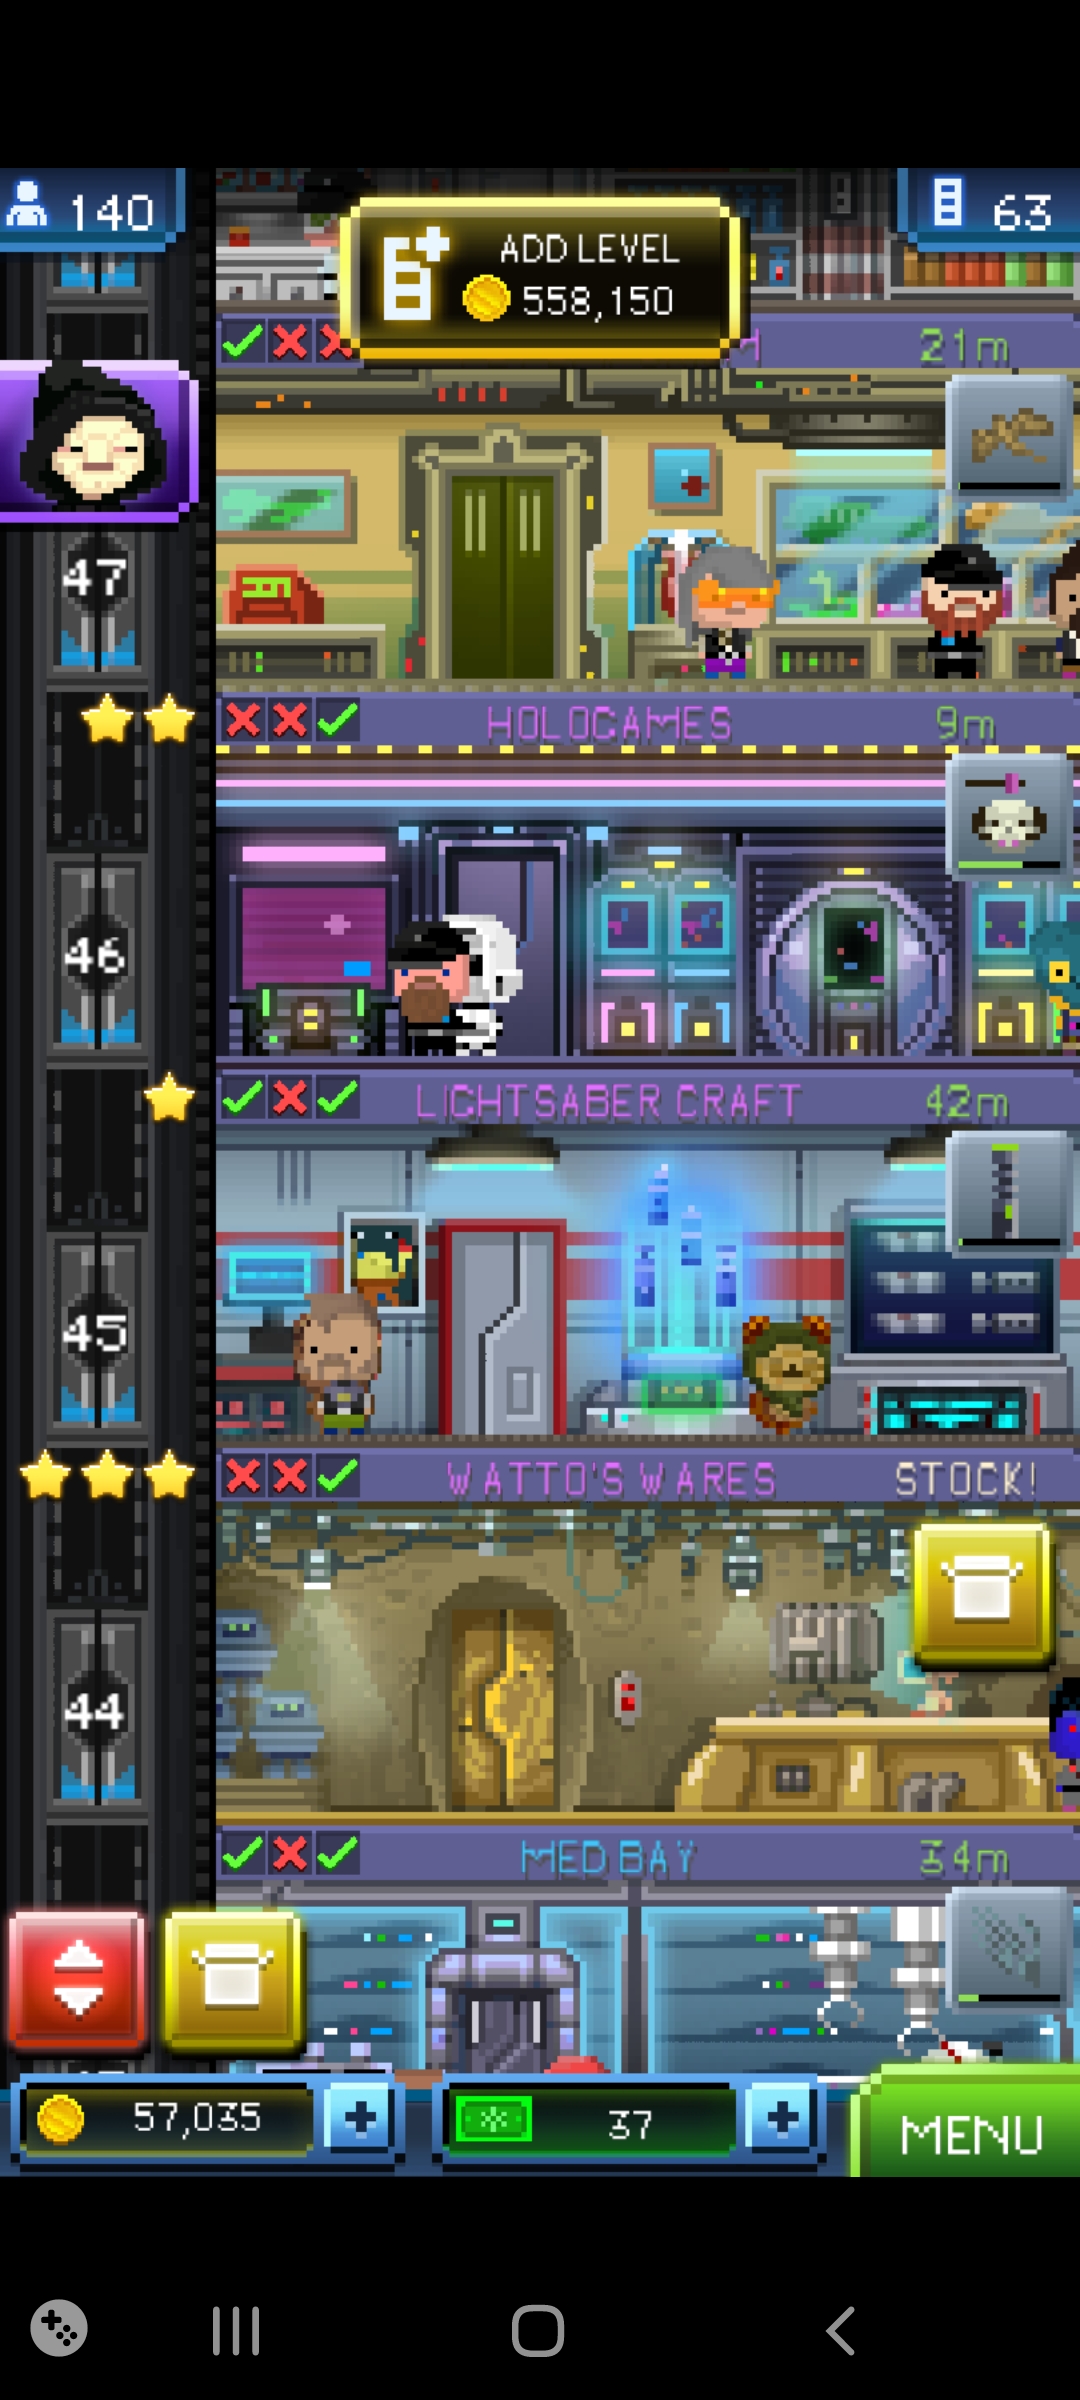 140
63
ADD LEVEL
558,150
21m
47
HOLOGAMES 9m
46
LIGHTSABER CRAFT 42m
45
WATTO'S WARES STOCK!
44
MED BAY 34m
57,035
37
MENU